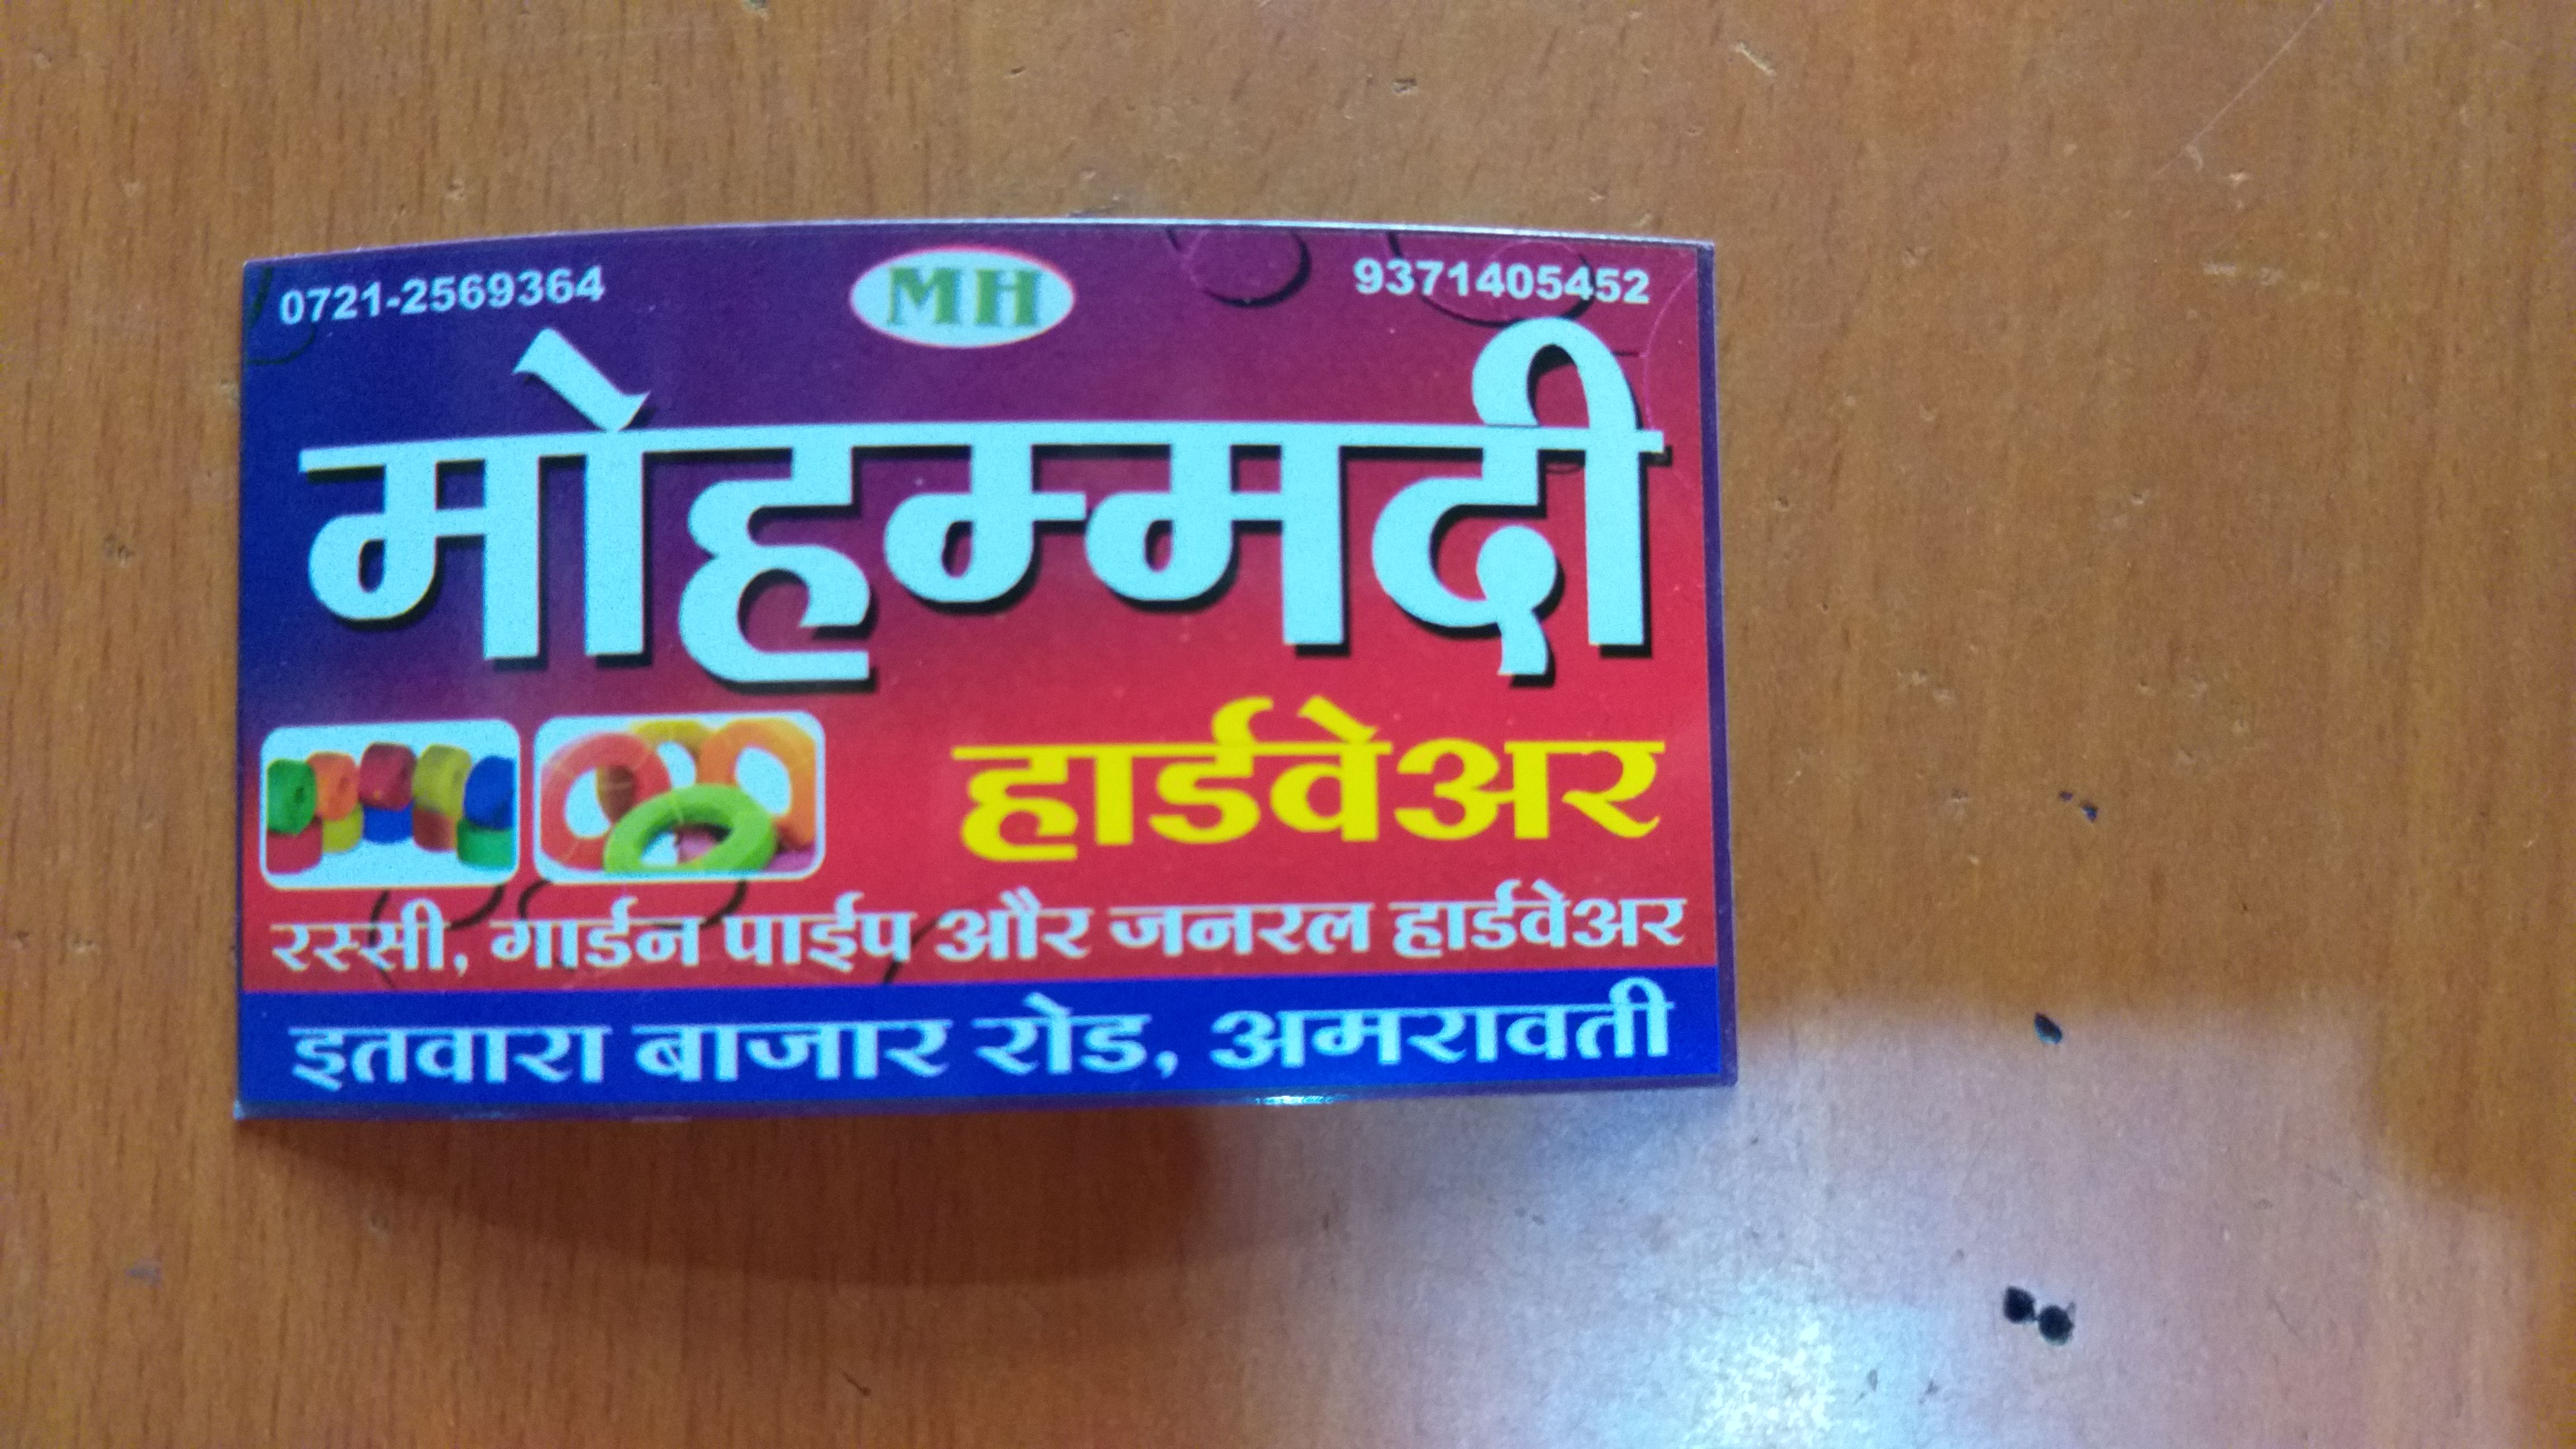 0721-2569364 MH 9371405452
मोहम्मदी
हार्डवेअर
रस्सी, गार्डन पाईप और जनरल हार्डवेअर
इतवारा बाजार रोड, अमरावती